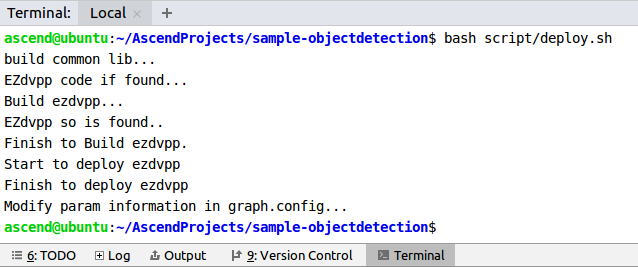 Terminal: Local × +
ascend@ubuntu:~/AscendProjects/sample-objectdetection$ bash script/deploy.sh
build common lib...
EZdvpp code if found...
Build ezdvpp...
EZdvpp so is found..
Finish to Build ezdvpp.
Start to deploy ezdvpp
Finish to deploy ezdvpp
Modify param information in graph.config...
ascend@ubuntu:~/AscendProjects/sample-objectdetection$
6: TODO Log Output 9: Version Control Terminal